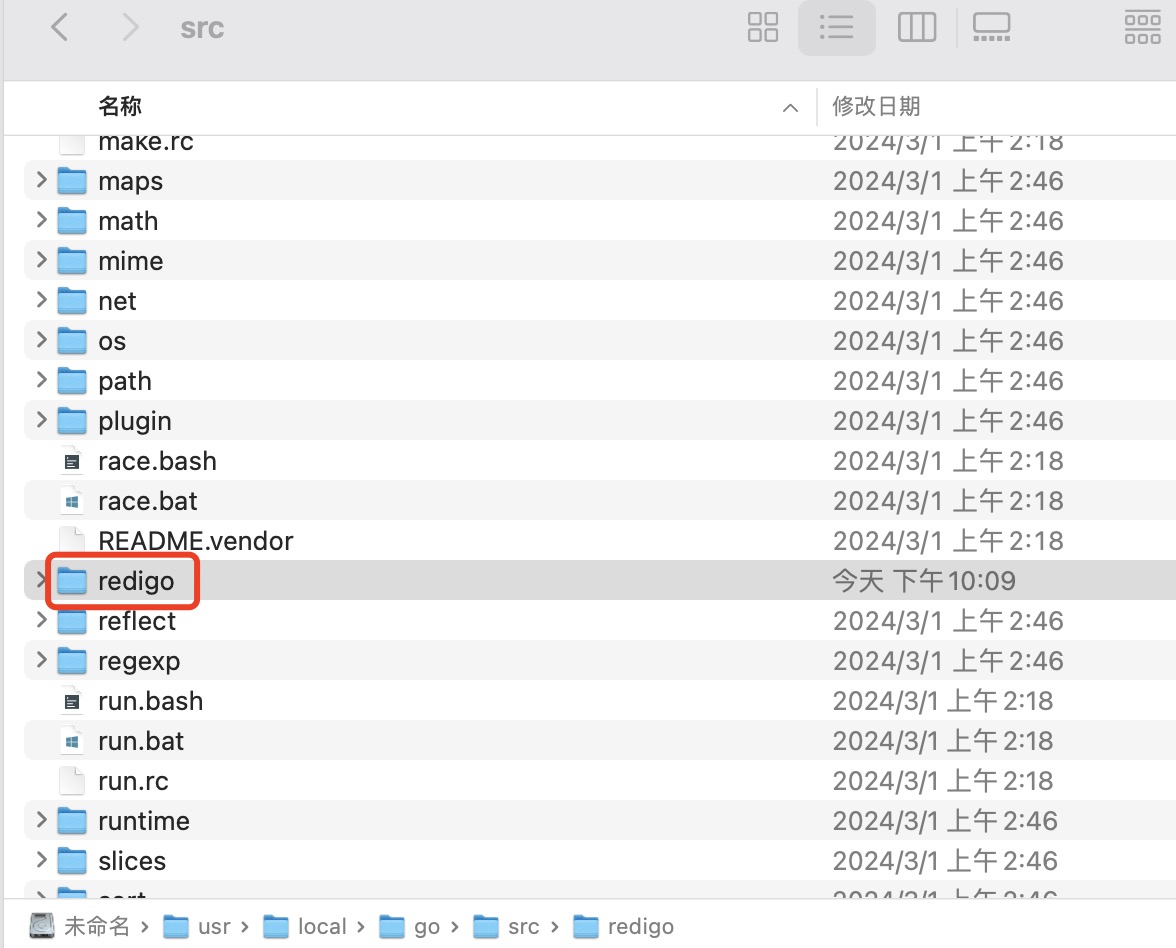 src
名称 修改日期
make.rc 2024/3/1 上午 2:18
maps 2024/3/1 上午 2:46
math 2024/3/1 上午 2:46
mime 2024/3/1 上午 2:46
net 2024/3/1 上午 2:46
os 2024/3/1 上午 2:46
path 2024/3/1 上午 2:46
plugin 2024/3/1 上午 2:46
race.bash 2024/3/1 上午 2:18
race.bat 2024/3/1 上午 2:18
README.vendor 2024/3/1 上午 2:18
redigo 今天 下午10:09
reflect 2024/3/1 上午 2:46
regexp 2024/3/1 上午 2:46
run.bash 2024/3/1 上午 2:18
run.bat 2024/3/1 上午 2:18
run.rc 2024/3/1 上午 2:18
runtime 2024/3/1 上午 2:46
slices 2024/3/1 上午 2:46
sort 2024/3/1 上午 2:46
未命名 › usr › local › go › src › redigo